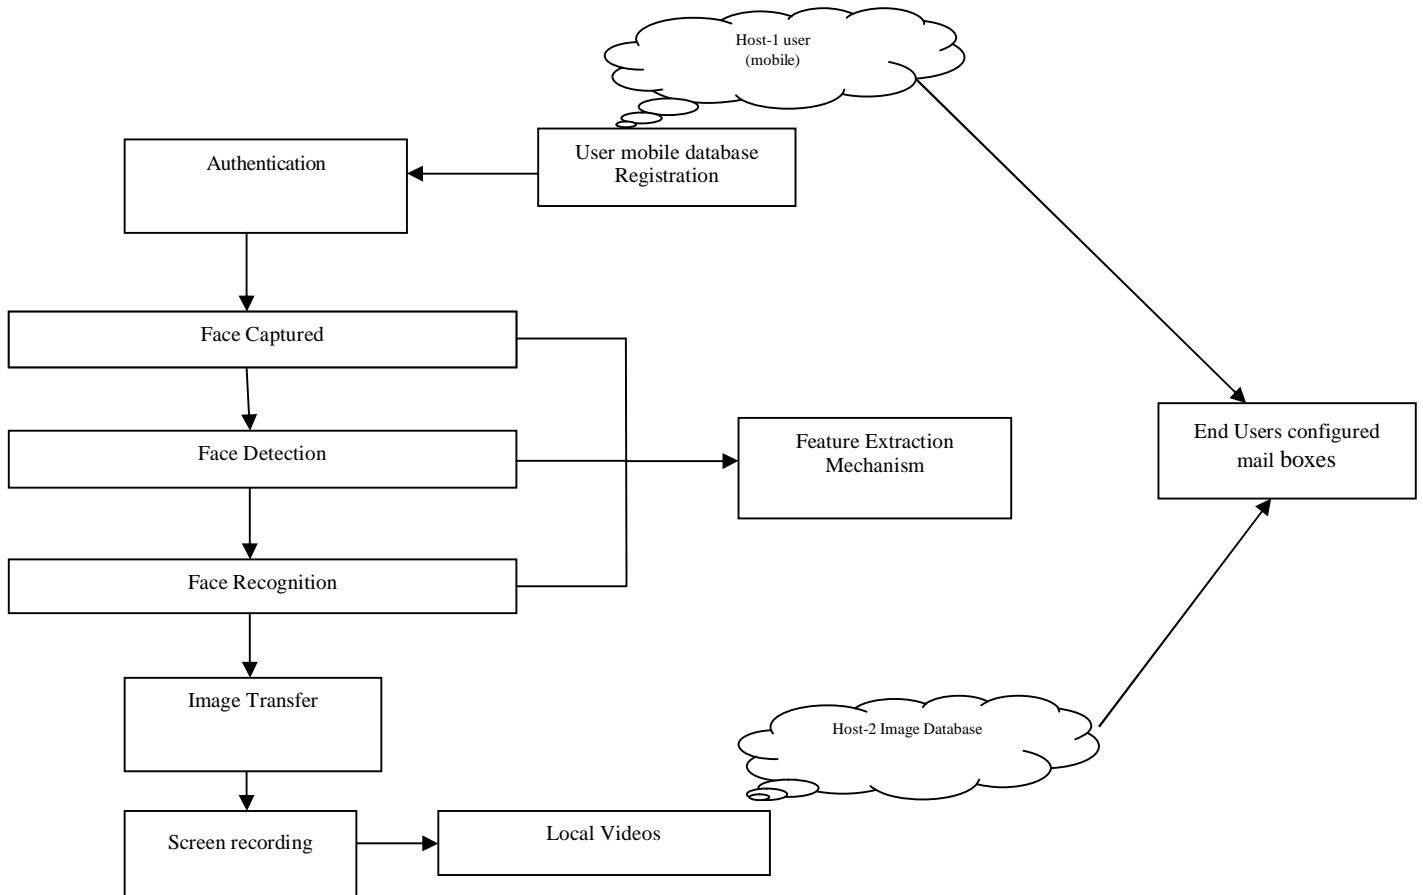 Host-1 user
(mobile)
User mobile database
Registration
Authentication
Face Captured
Face Detection
Feature Extraction
Mechanism
End Users configured
mail boxes
Face Recognition
Image Transfer
Host-2 Image Database
Screen recording
Local Videos